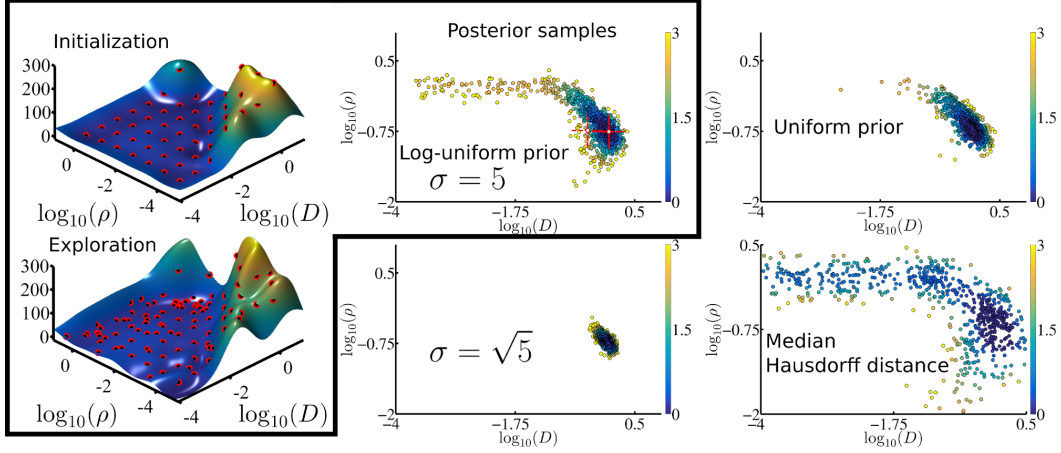 Initialization
300
200
100
0
0
-2
-4
-4
-2
0
log₁₀(ρ)
log₁₀(D)
Exploration
300
200
100
0
0
-2
-4
-4
-2
0
log₁₀(ρ)
log₁₀(D)
Posterior samples
0.5
-0.75
-2
log₁₀(ρ)
Log-uniform prior
σ = 5
-4
-1.75
0.5
log₁₀(D)
3
1.5
0
0.5
-0.75
-2
log₁₀(ρ)
Uniform prior
-4
-1.75
0.5
log₁₀(D)
3
1.5
0
0.5
-0.75
-2
log₁₀(ρ)
σ = √5
-4
-1.75
0.5
log₁₀(D)
3
1.5
0
0.5
-0.75
-2
log₁₀(ρ)
Median
Hausdorff distance
-4
-1.75
0.5
log₁₀(D)
3
1.5
0